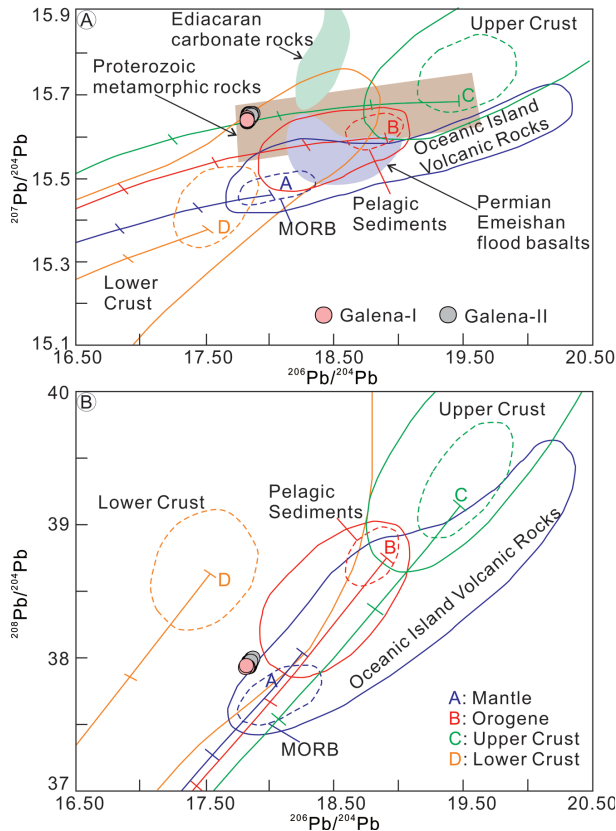 15.9
A
Ediacaran
carbonate rocks
Upper Crust
Proterozoic
metamorphic rocks
15.7
C
B
Oceanic Island
Volcanic Rocks
²⁰⁷Pb/²⁰⁴Pb
15.5
A
Pelagic
Sediments
Permian
Emeishan
flood basalts
MORB
D
15.3
Lower
Crust
Galena-I
Galena-II
15.1
16.50
17.50
18.50
19.50
20.50
²⁰⁶Pb/²⁰⁴Pb
40
B
Upper Crust
Lower Crust
Pelagic
Sediments
C
39
B
D
Oceanic Island Volcanic Rocks
²⁰⁸Pb/²⁰⁴Pb
38
A
MORB
A: Mantle
B: Orogene
C: Upper Crust
D: Lower Crust
37
16.50
17.50
18.50
19.50
20.50
²⁰⁶Pb/²⁰⁴Pb